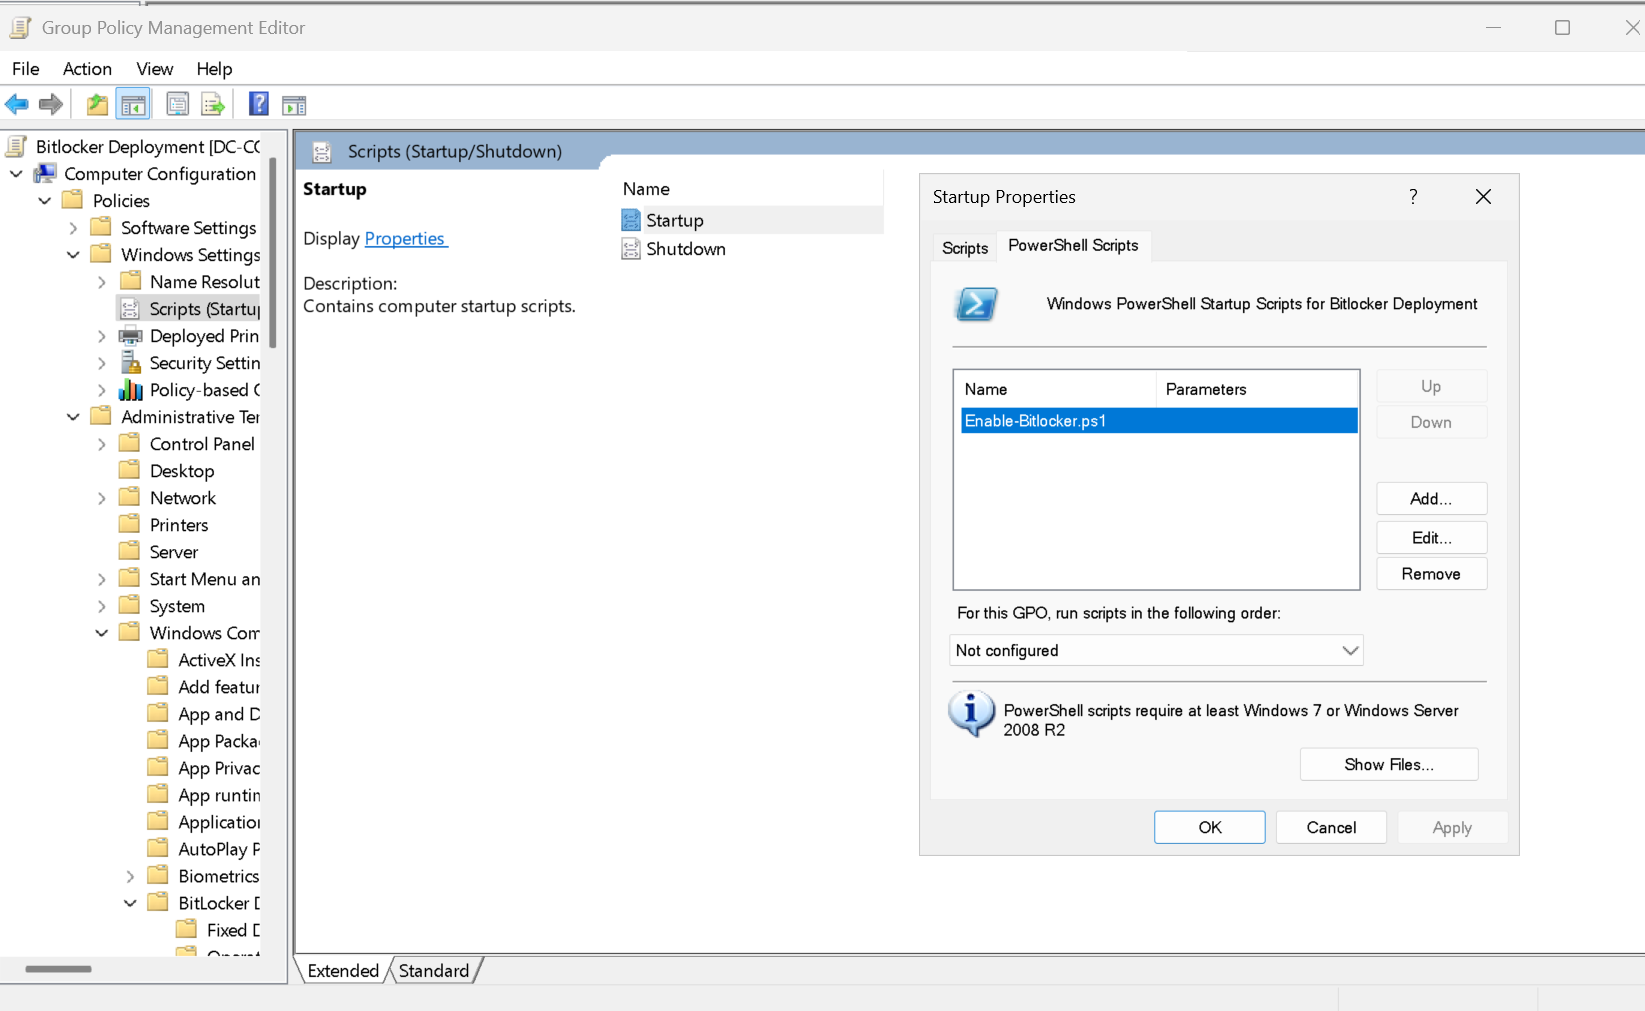 Group Policy Management Editor
File Action View Help
Bitlocker Deployment [DC-CO
Computer Configuration
Policies
Software Settings
Windows Settings
Name Resolut
Scripts (Startup
Deployed Prin
Security Settin
Policy-based
Administrative Ter
Control Panel
Desktop
Network
Printers
Server
Start Menu an
System
Windows Com
ActiveX Ins
Add featur
App and D
App Packa
App Privac
App runtin
Application
AutoPlay P
Biometrics
BitLocker D
Fixed D
Operat
Scripts (Startup/Shutdown)
Startup
Display Properties
Description:
Contains computer startup scripts.
Name
Startup
Shutdown
Extended Standard
Startup Properties ?
Scripts PowerShell Scripts
Windows PowerShell Startup Scripts for Bitlocker Deployment
Name Parameters
Enable-Bitlocker.ps1
Up
Down
Add...
Edit...
Remove
For this GPO, run scripts in the following order:
Not configured
PowerShell scripts require at least Windows 7 or Windows Server
2008 R2
Show Files...
OK Cancel Apply